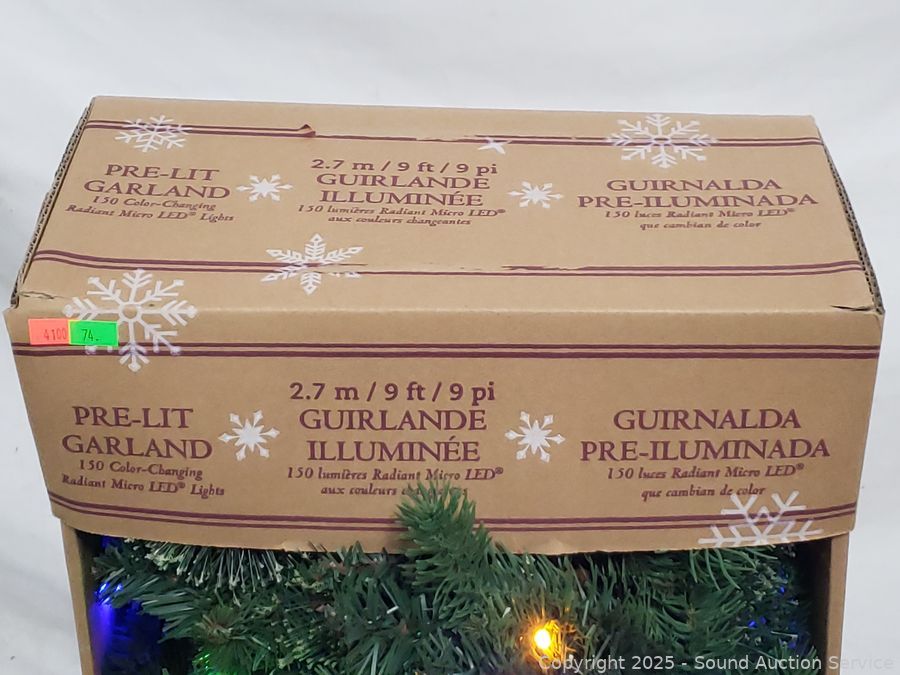 PRE-LIT
GARLAND
150 Color-Changing
Radiant Micro LED® Lights
2.7 m / 9 ft / 9 pi
GUIRLANDE
ILLUMINÉE
150 lumières Radiant Micro LED®
aux couleurs changeantes
GUIRNALDA
PRE-ILUMINADA
150 luces Radiant Micro LED®
que cambian de color
4100 74.
PRE-LIT
GARLAND
150 Color-Changing
Radiant Micro LED® Lights
2.7 m / 9 ft / 9 pi
GUIRLANDE
ILLUMINÉE
150 lumières Radiant Micro LED®
aux couleurs
GUIRNALDA
PRE-ILUMINADA
150 luces Radiant Micro LED®
que cambian de color
Copyright 2025 - Sound Auction Service